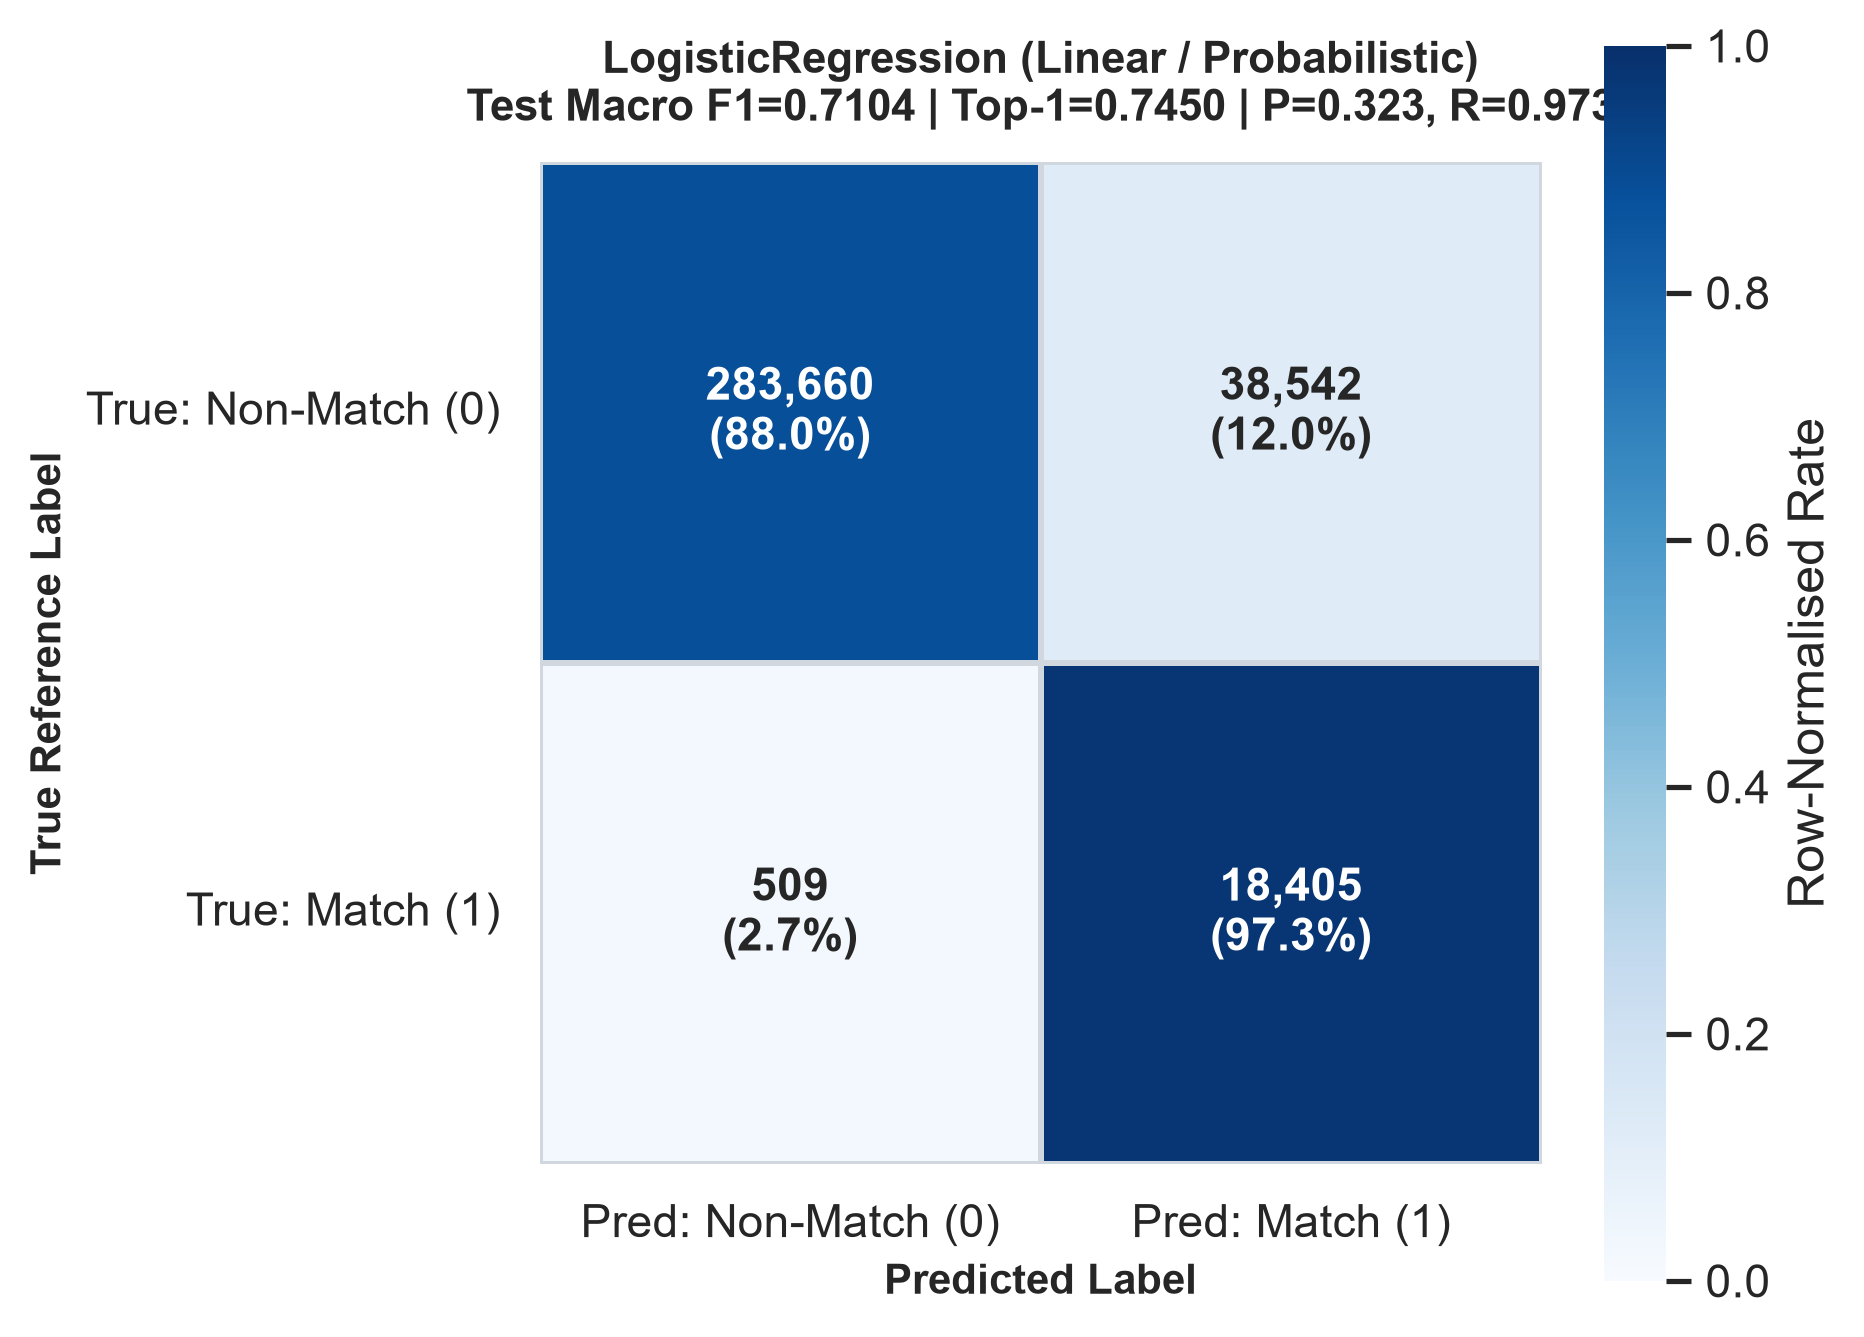 LogisticRegression (Linear / Probabilistic)
Test Macro F1=0.7104 | Top-1=0.7450 | P=0.323, R=0.973
True Reference Label
True: Non-Match (0)
283,660
(88.0%)
38,542
(12.0%)
True: Match (1)
509
(2.7%)
18,405
(97.3%)
Pred: Non-Match (0)
Pred: Match (1)
Predicted Label
1.0
0.8
0.6
0.4
0.2
0.0
Row-Normalised Rate